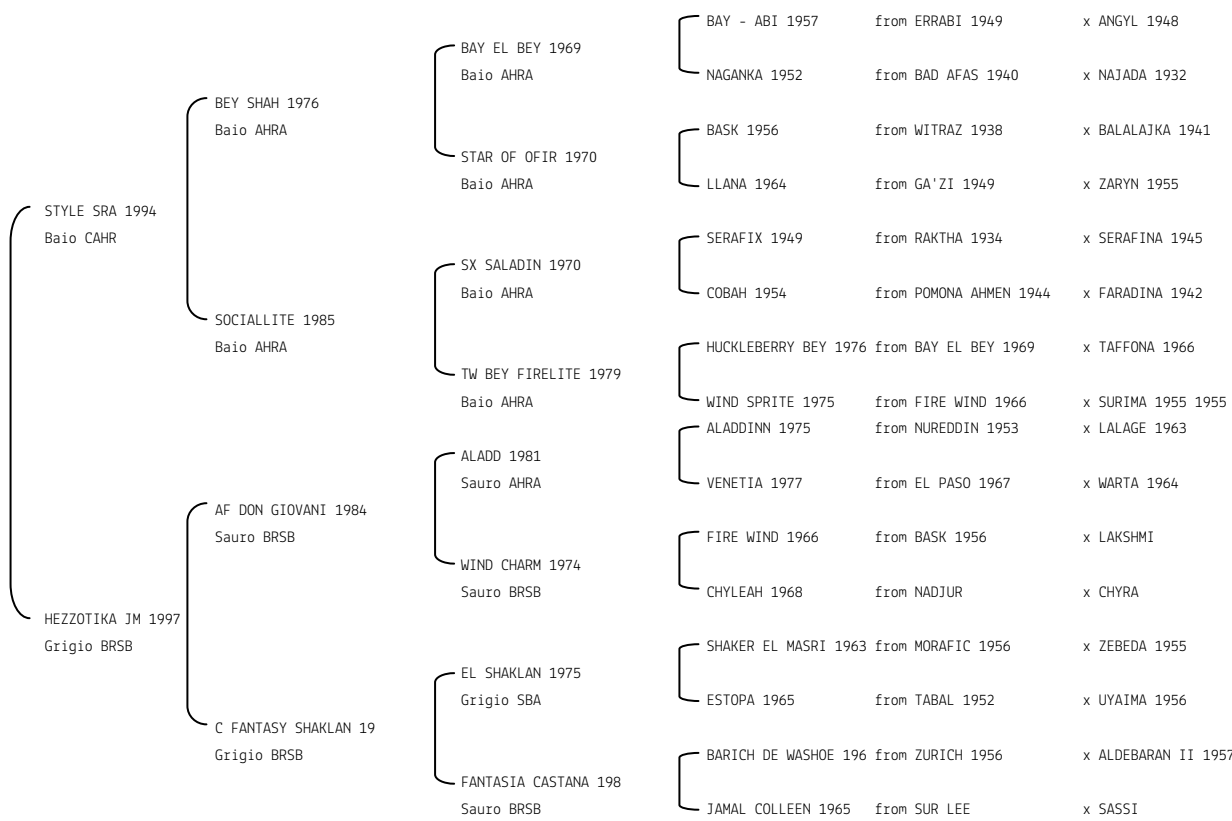 BAY - ABI 1957 from ERRABI 1949 x ANGYL 1948
BAY EL BEY 1969
Baio AHRA
NAGANKA 1952 from BAD AFAS 1940 x NAJADA 1932
BEY SHAH 1976
Baio AHRA
BASK 1956 from WITRAZ 1938 x BALALAJKA 1941
STAR OF OFIR 1970
Baio AHRA
LLANA 1964 from GA'ZI 1949 x ZARYN 1955
STYLE SRA 1994
Baio CAHR
SERAFIX 1949 from RAKTHA 1934 x SERAFINA 1945
SX SALADIN 1970
Baio AHRA
COBAH 1954 from POMONA AHMEN 1944 x FARADINA 1942
SOCIALLITE 1985
Baio AHRA
HUCKLEBERRY BEY 1976 from BAY EL BEY 1969 x TAFFONA 1966
TW BEY FIRELITE 1979
Baio AHRA
WIND SPRITE 1975 from FIRE WIND 1966 x SURIMA 1955 1955
ALADDINN 1975 from NUREDDIN 1953 x LALAGE 1963
ALADD 1981
Sauro AHRA
VENETIA 1977 from EL PASO 1967 x WARTA 1964
AF DON GIOVANI 1984
Sauro BRSB
FIRE WIND 1966 from BASK 1956 x LAKSHMI
WIND CHARM 1974
Sauro BRSB
CHYLEAH 1968 from NADJUR x CHYRA
HEZZOTIKA JM 1997
Grigio BRSB
SHAKER EL MASRI 1963 from MORAFIC 1956 x ZEBEDA 1955
EL SHAKLAN 1975
Grigio SBA
ESTOPA 1965 from TABAL 1952 x UYAIMA 1956
C FANTASY SHAKLAN 19
Grigio BRSB
BARICH DE WASHOE 196 from ZURICH 1956 x ALDEBARAN II 1957
FANTASIA CASTANA 198
Sauro BRSB
JAMAL COLLEEN 1965 from SUR LEE x SASSI